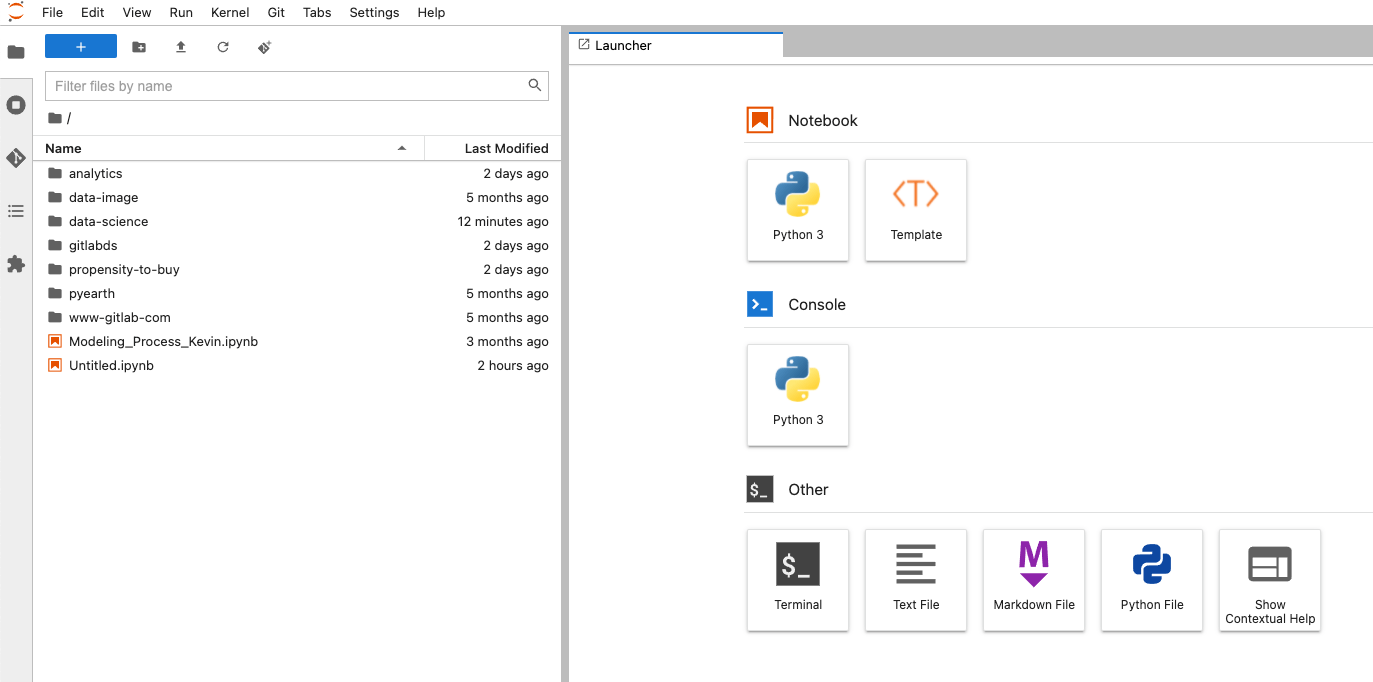 File Edit View Run Kernel Git Tabs Settings Help
+
Filter files by name
/
Name Last Modified
analytics 2 days ago
data-image 5 months ago
data-science 12 minutes ago
gitlabds 2 days ago
propensity-to-buy 2 days ago
pyearth 5 months ago
www-gitlab-com 5 months ago
Modeling_Process_Kevin.ipynb 3 months ago
Untitled.ipynb 2 hours ago
Launcher
Notebook
Python 3
<T>
Template
>_
Console
Python 3
$_
Other
$_
Terminal
Text File
M
Markdown File
Python File
Show
Contextual Help